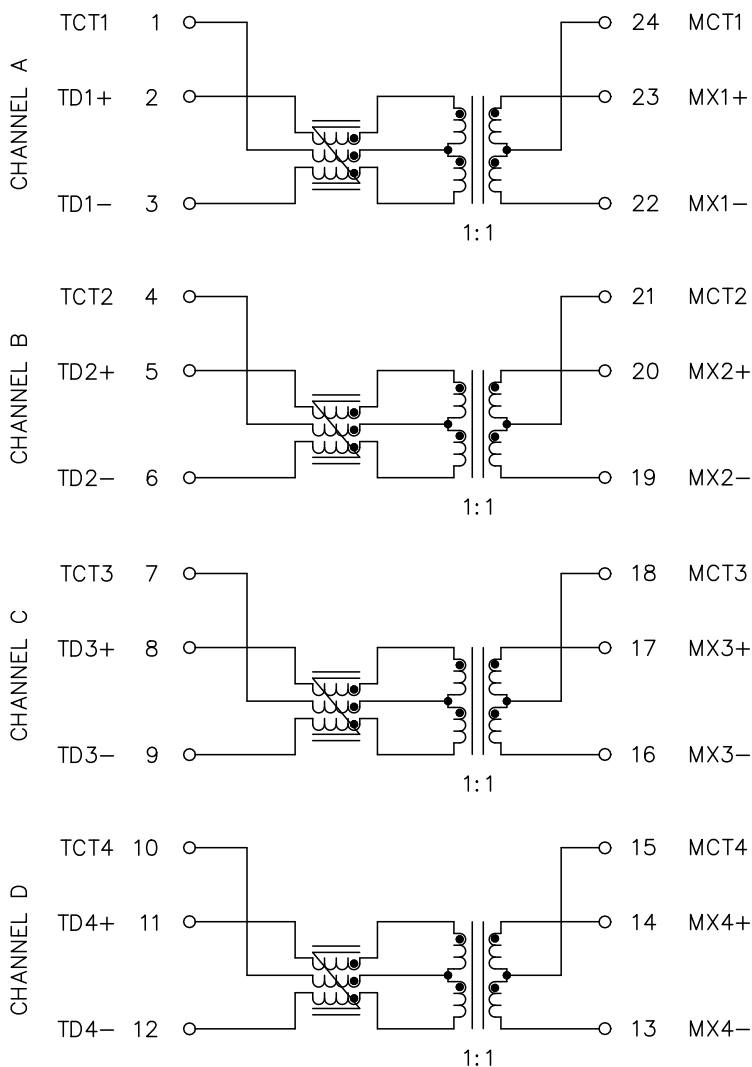 CHANNEL A
TCT1 1 24 MCT1
TD1+ 2 23 MX1+
TD1− 3 22 MX1−
1:1
CHANNEL B
TCT2 4 21 MCT2
TD2+ 5 20 MX2+
TD2− 6 19 MX2−
1:1
CHANNEL C
TCT3 7 18 MCT3
TD3+ 8 17 MX3+
TD3− 9 16 MX3−
1:1
CHANNEL D
TCT4 10 15 MCT4
TD4+ 11 14 MX4+
TD4− 12 13 MX4−
1:1